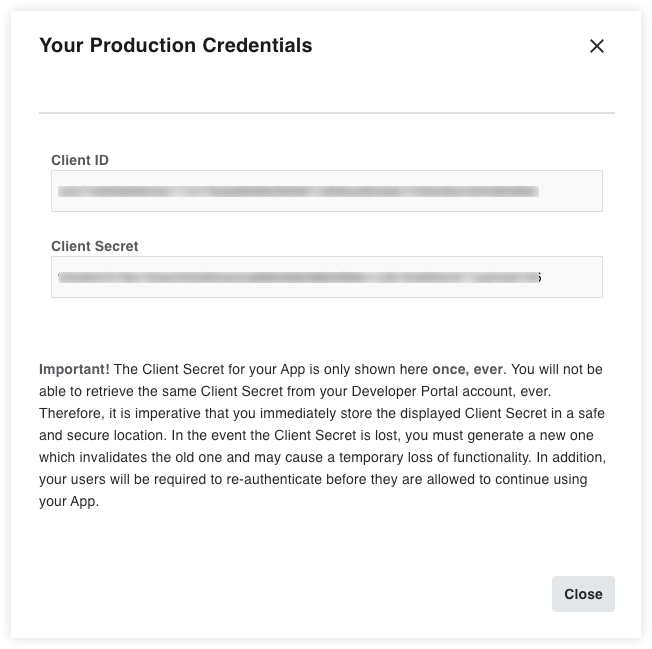 Your Production Credentials
Client ID
Client Secret
Important! The Client Secret for your App is only shown here once, ever. You will not be
able to retrieve the same Client Secret from your Developer Portal account, ever.
Therefore, it is imperative that you immediately store the displayed Client Secret in a safe
and secure location. In the event the Client Secret is lost, you must generate a new one
which invalidates the old one and may cause a temporary loss of functionality. In addition,
your users will be required to re-authenticate before they are allowed to continue using
your App.
Close